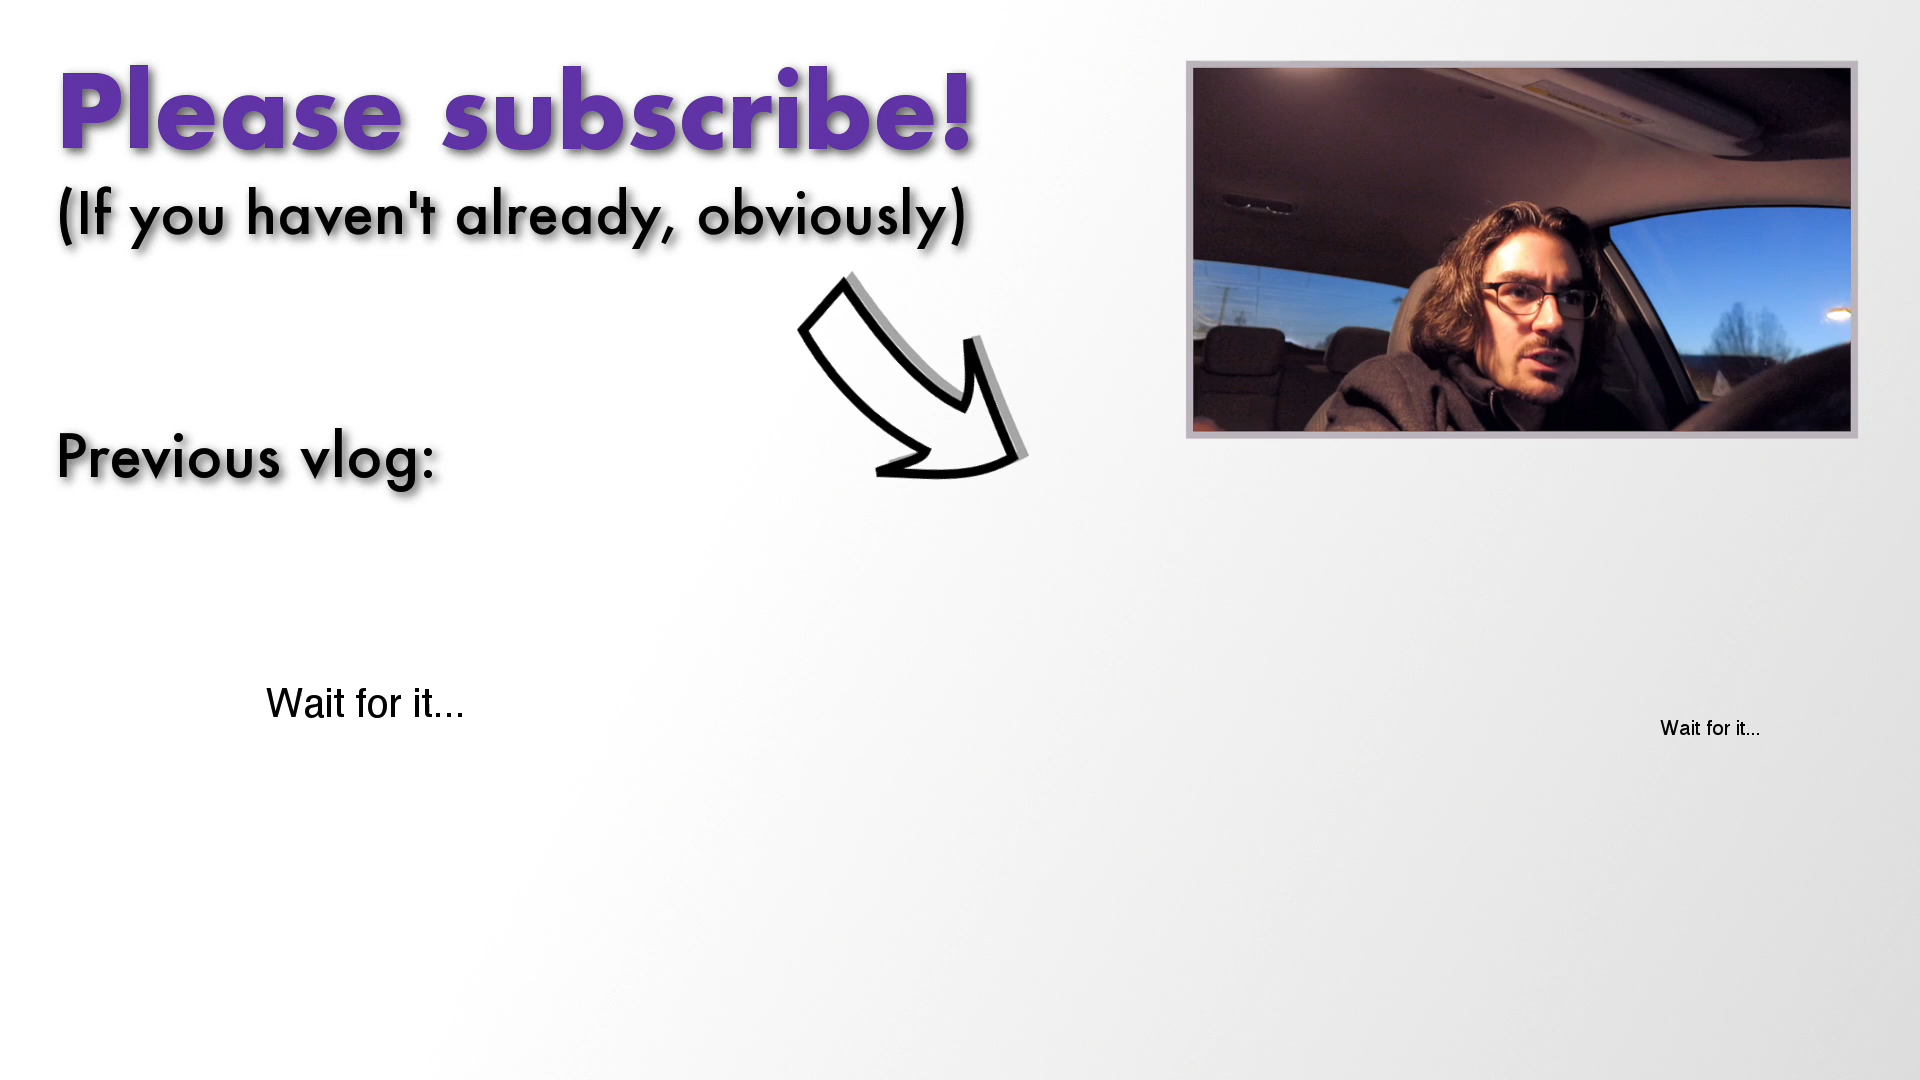 Please subscribe!
(If you haven't already, obviously)
Previous vlog:
Wait for it...
Wait for it...